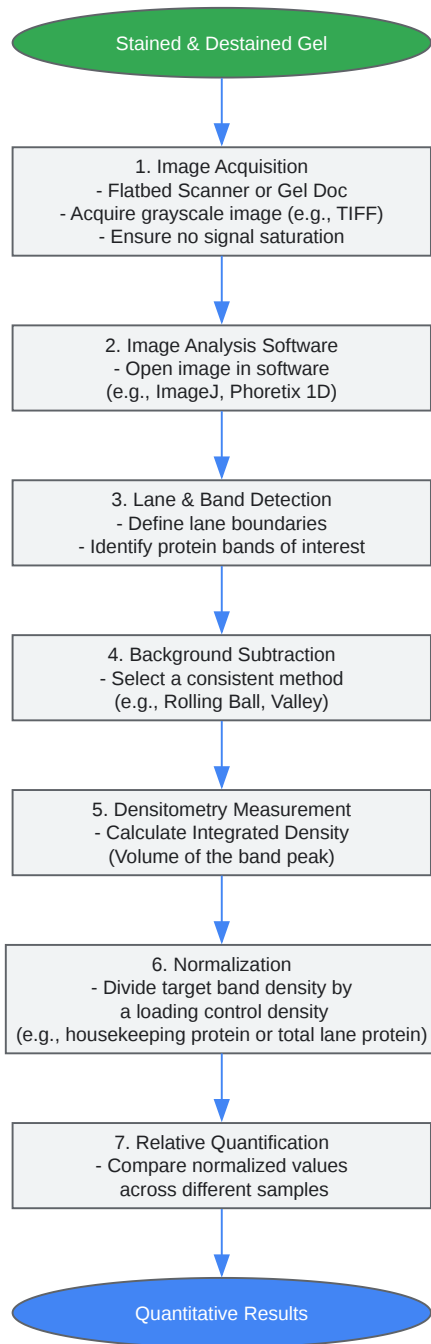 Stained & Destained Gel
1. Image Acquisition
- Flatbed Scanner or Gel Doc
- Acquire grayscale image (e.g., TIFF)
- Ensure no signal saturation
2. Image Analysis Software
- Open image in software
(e.g., ImageJ, Phoretix 1D)
3. Lane & Band Detection
- Define lane boundaries
- Identify protein bands of interest
4. Background Subtraction
- Select a consistent method
(e.g., Rolling Ball, Valley)
5. Densitometry Measurement
- Calculate Integrated Density
(Volume of the band peak)
6. Normalization
- Divide target band density by
a loading control density
(e.g., housekeeping protein or total lane protein)
7. Relative Quantification
- Compare normalized values
across different samples
Quantitative Results